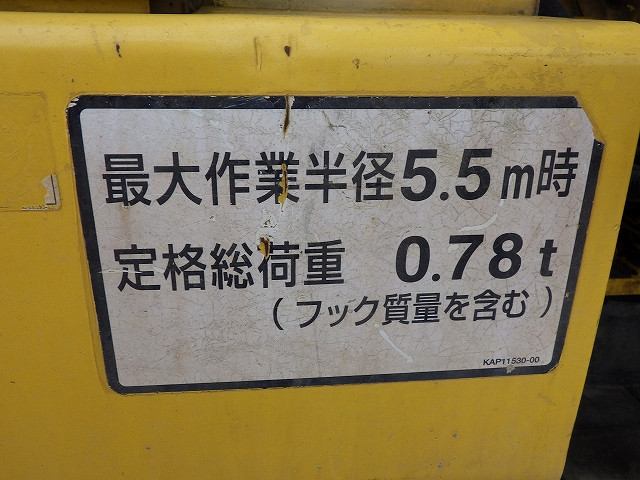 最大作業半径5.5m時
定格総荷重 0.78t
(フック質量を含む)
KAP11530-00